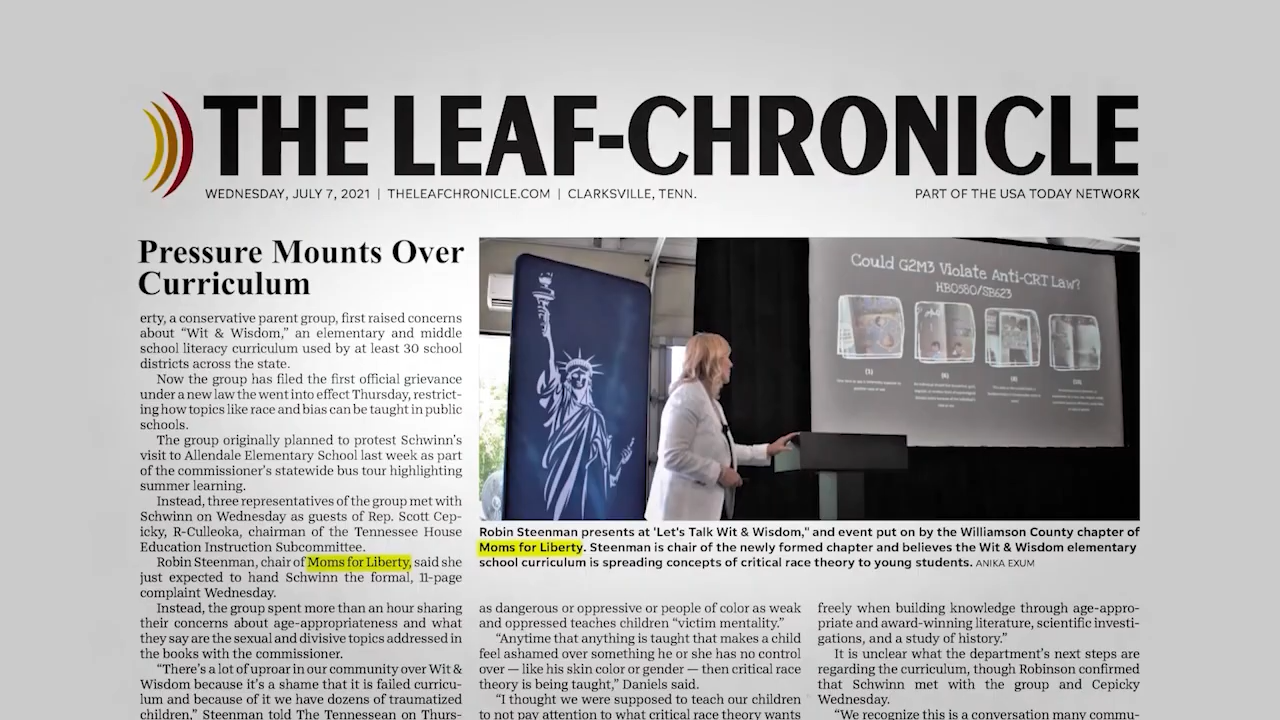 THE LEAF-CHRONICLE
WEDNESDAY, JULY 7, 2021 | THELEAFCHRONICLE.COM | CLARKSVILLE, TENN.
PART OF THE USA TODAY NETWORK
Pressure Mounts Over
Curriculum
erty, a conservative parent group, first raised concerns
about “Wit & Wisdom,” an elementary and middle
school literacy curriculum used by at least 30 school
districts across the state.
Now the group has filed the first official grievance
under a new law the went into effect Thursday, restrict-
ing how topics like race and bias can be taught in public
schools.
The group originally planned to protest Schwinn’s
visit to Allendale Elementary School last week as part
of the commissioner’s statewide bus tour highlighting
summer learning.
Instead, three representatives of the group met with
Schwinn on Wednesday as guests of Rep. Scott Cep-
icky, R-Culleoka, chairman of the Tennessee House
Education Instruction Subcommittee.
Robin Steenman, chair of Moms for Liberty, said she
just expected to hand Schwinn the formal, 11-page
complaint Wednesday.
Instead, the group spent more than an hour sharing
their concerns about age-appropriateness and what
they say are the sexual and divisive topics addressed in
the books with the commissioner.
“There’s a lot of uproar in our community over Wit &
Wisdom because it’s a shame that it is failed curricu-
lum and because of it we have dozens of traumatized
children,” Steenman told The Tennessean on Thurs-
Could G2M3 Violate Anti-CRT Law?
HB0580/SB623
(1)
Robin Steenman presents at 'Let's Talk Wit & Wisdom," and event put on by the Williamson County chapter of
Moms for Liberty. Steenman is chair of the newly formed chapter and believes the Wit & Wisdom elementary
school curriculum is spreading concepts of critical race theory to young students. ANIKA EXUM
as dangerous or oppressive or people of color as weak
and oppressed teaches children “victim mentality.”
“Anytime that anything is taught that makes a child
feel ashamed over something he or she has no control
over — like his skin color or gender — then critical race
theory is being taught,” Daniels said.
“I thought we were supposed to teach our children
to not pay attention to what critical race theory wants
freely when building knowledge through age-appro-
priate and award-winning literature, scientific investi-
gations, and a study of history.”
It is unclear what the department’s next steps are
regarding the curriculum, though Robinson confirmed
that Schwinn met with the group and Cepicky
Wednesday.
“We recognize this is a conversation many commu-